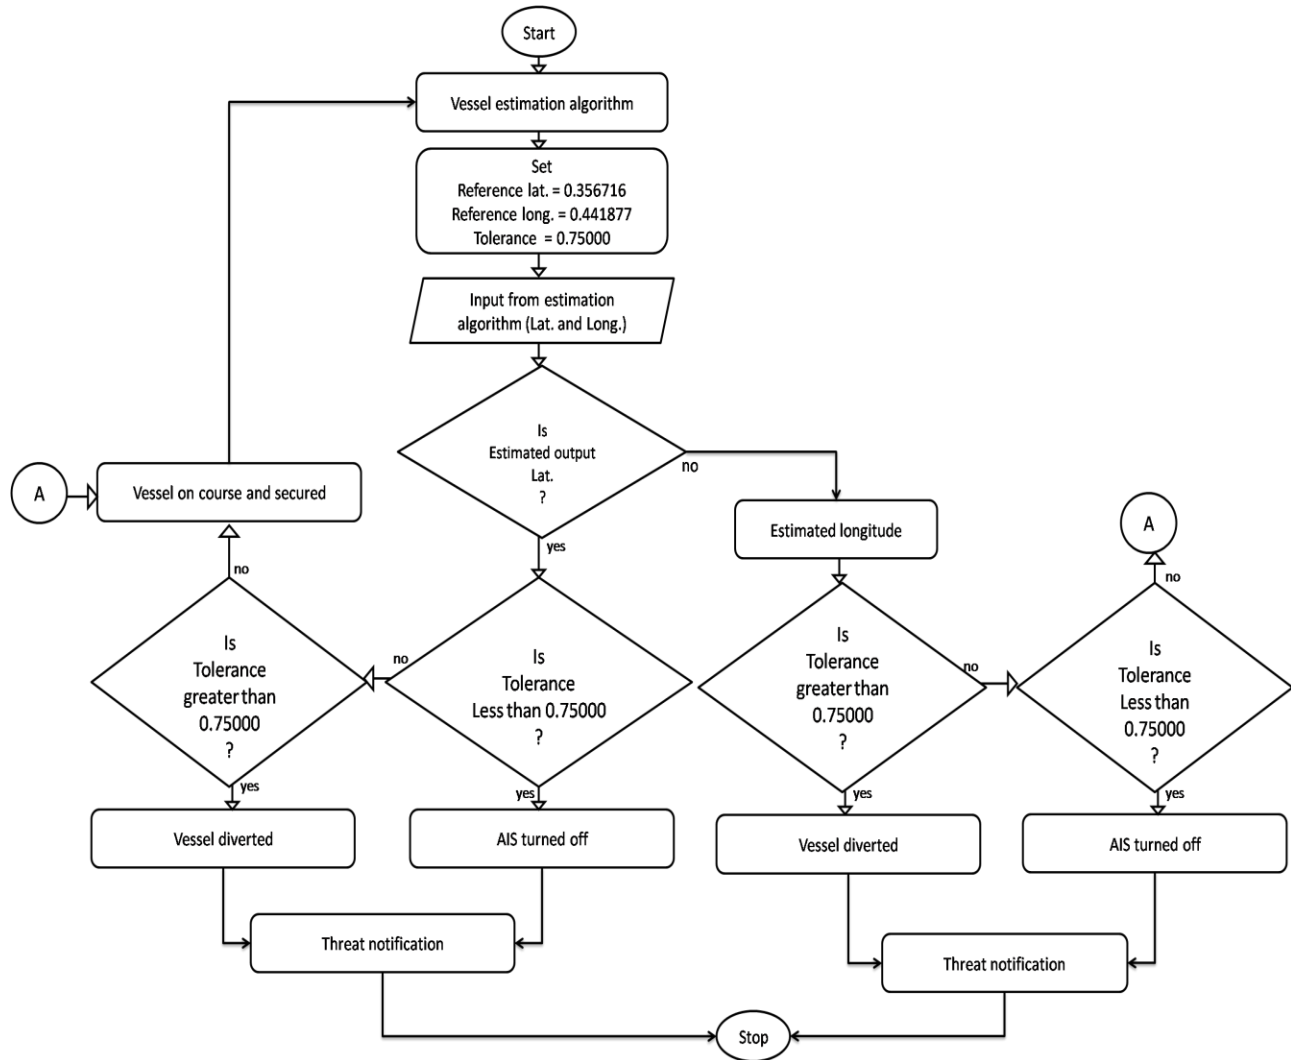 Start
Vessel estimation algorithm
Set
Reference lat. = 0.356716
Reference long. = 0.441877
Tolerance = 0.75000
Input from estimation
algorithm (Lat. and Long.)
Is
Estimated output
Lat.
?
no
yes
A
Vessel on course and secured
Estimated longitude
A
no
Is
Tolerance
greater than
0.75000
?
yes
no
Is
Tolerance
Less than 0.75000
?
yes
Is
Tolerance
greater than
0.75000
?
yes
no
no
Is
Tolerance
Less than
0.75000
?
yes
Vessel diverted
AIS turned off
Vessel diverted
AIS turned off
Threat notification
Threat notification
Stop